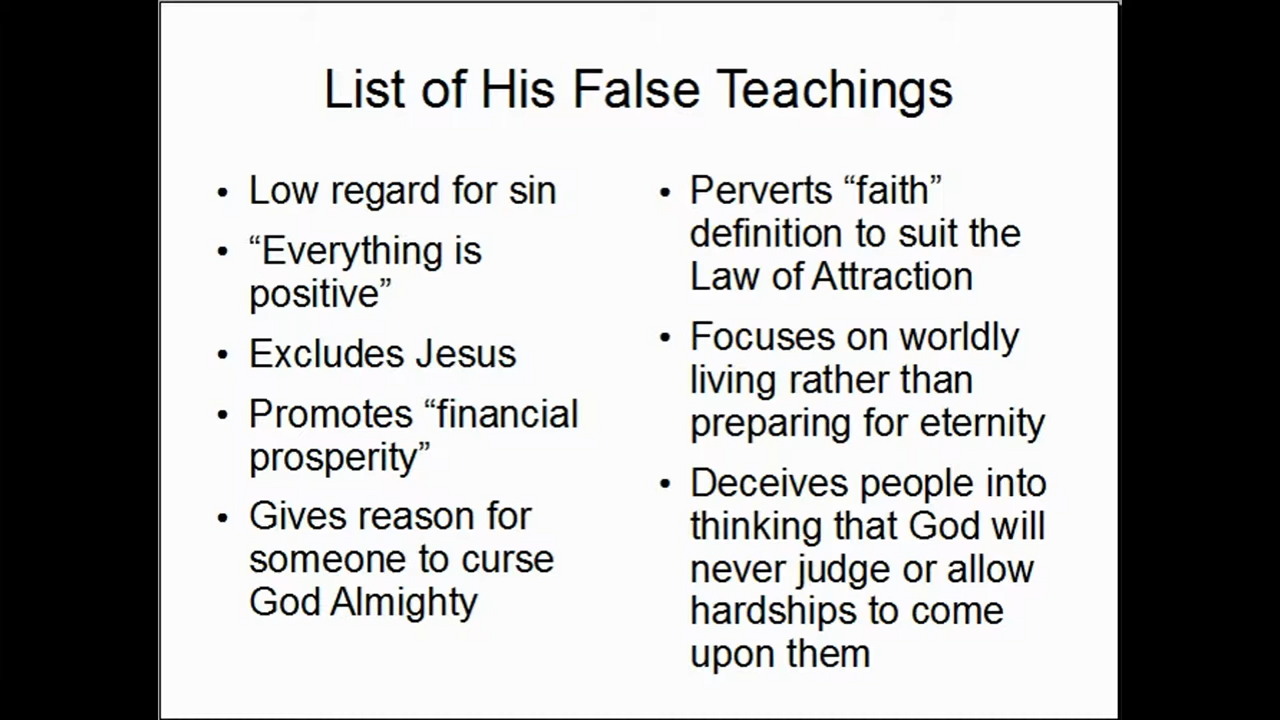 List of His False Teachings
• Low regard for sin
• “Everything is
positive”
• Excludes Jesus
• Promotes “financial
prosperity”
• Gives reason for
someone to curse
God Almighty
• Perverts “faith”
definition to suit the
Law of Attraction
• Focuses on worldly
living rather than
preparing for eternity
• Deceives people into
thinking that God will
never judge or allow
hardships to come
upon them